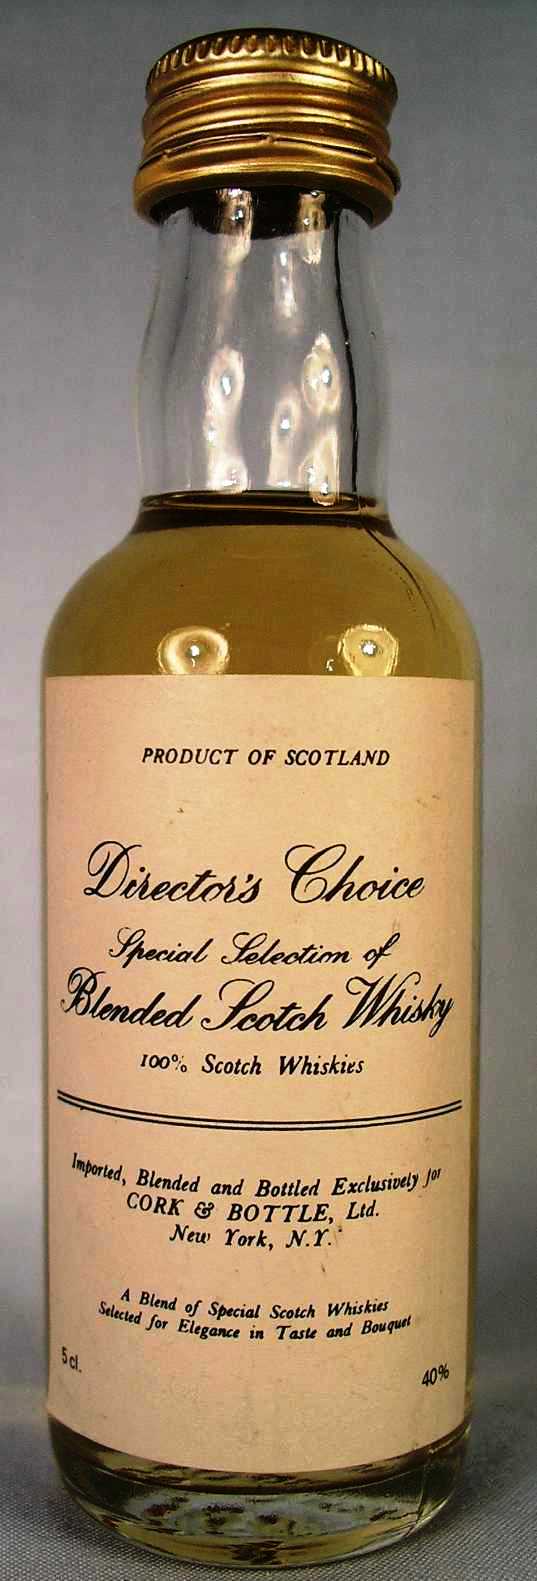 PRODUCT OF SCOTLAND
Director's Choice
Special Selection of
Blended Scotch Whisky
100% Scotch Whiskies
Imported, Blended and Bottled Exclusively for
CORK & BOTTLE, Ltd.
New York, N.Y.
A Blend of Special Scotch Whiskies
Selected for Elegance in Taste and Bouquet
5 cl.
40%